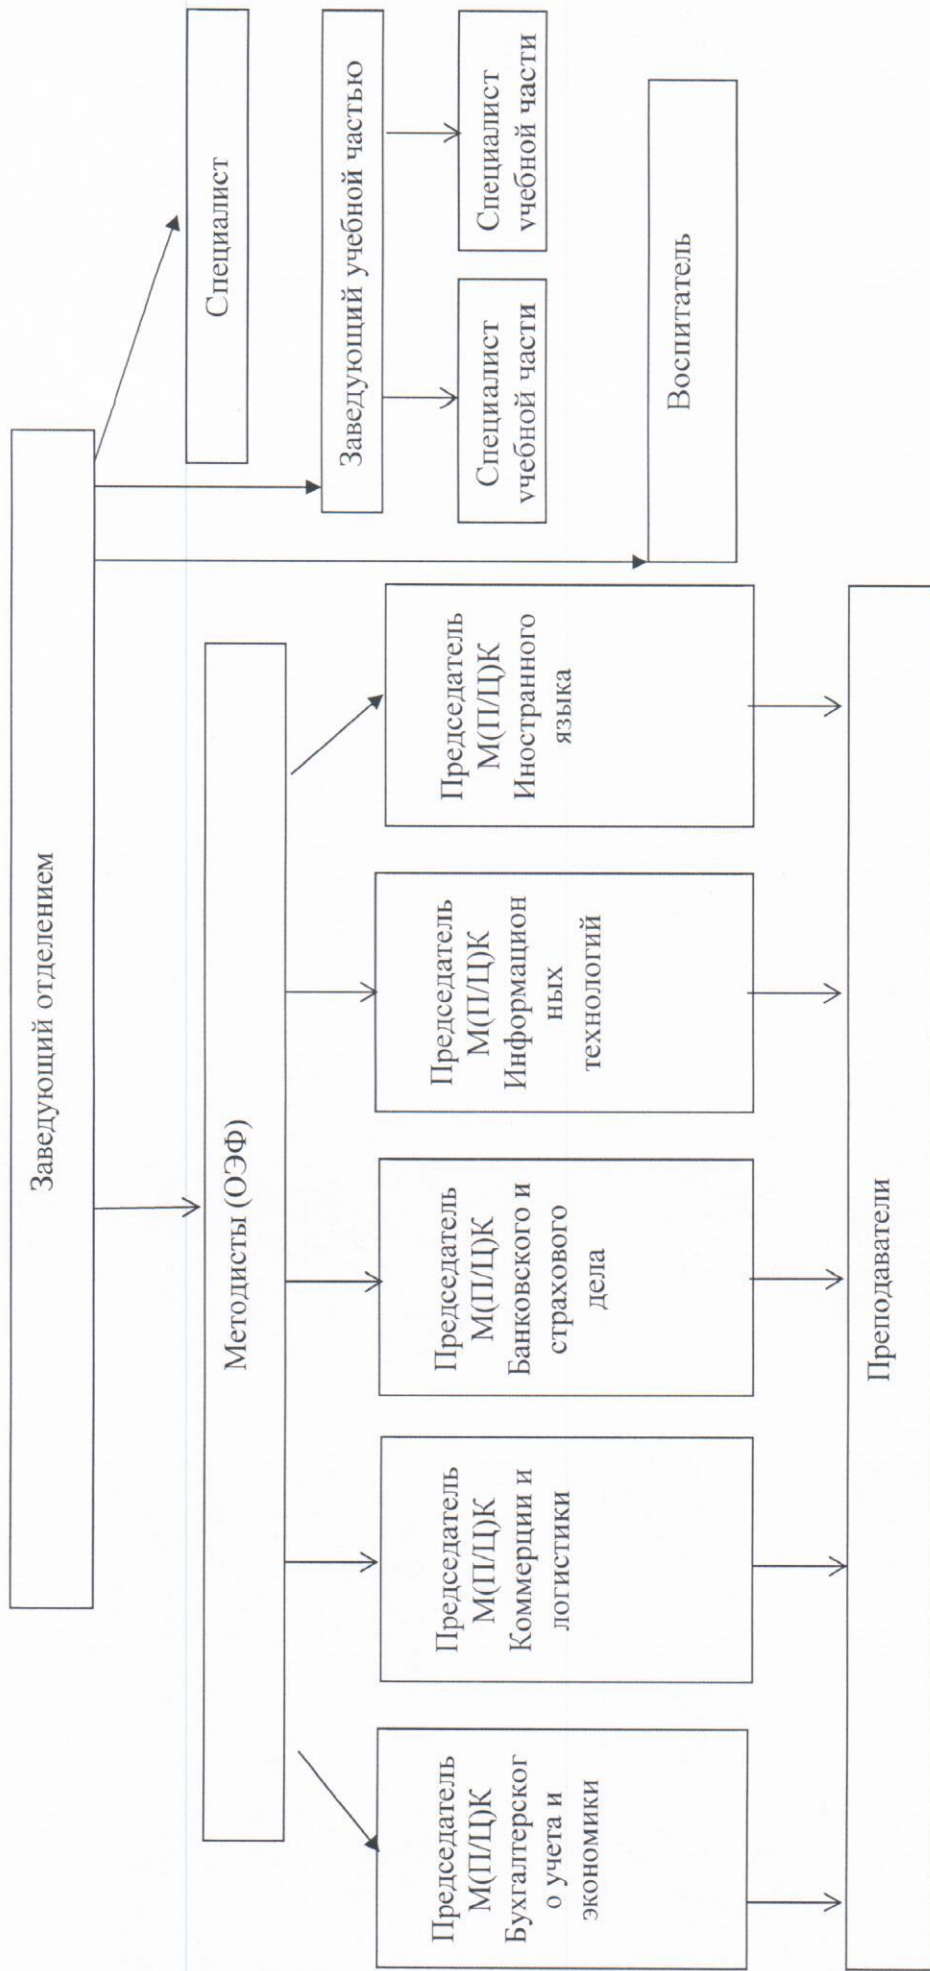 Заведующий отделением
Специалист
Методисты (ОЭФ)
Заведующий учебной частью
Специалист
учебной части
Специалист
учебной части
Председатель
М(П/Ц)К
Бухгалтерског
о учета и
экономики
Председатель
М(П/Ц)К
Коммерции и
логистики
Председатель
М(П/Ц)К
Банковского и
страхового
дела
Председатель
М(П/Ц)К
Информацион
ных
технологий
Председатель
М(П/Ц)К
Иностранного
языка
Воспитатель
Преподаватели